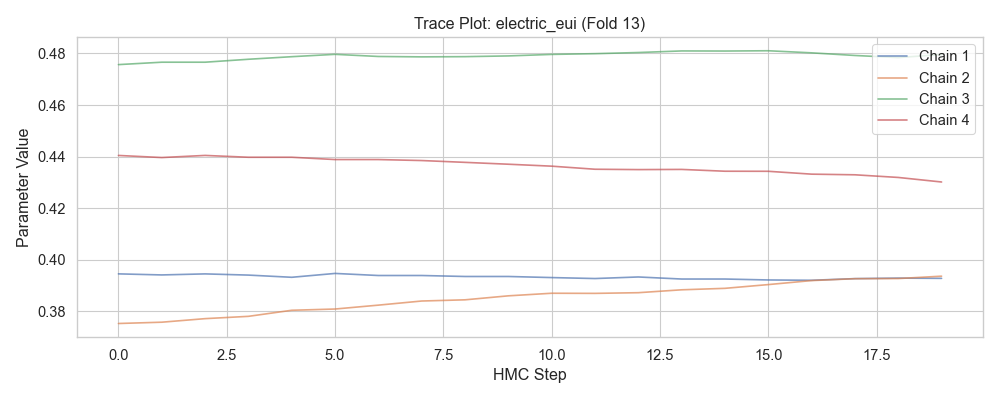 Trace Plot: electric_eui (Fold 13)
Parameter Value
0.48
0.46
0.44
0.42
0.40
0.38
Chain 1
Chain 2
Chain 3
Chain 4
0.0 2.5 5.0 7.5 10.0 12.5 15.0 17.5
HMC Step